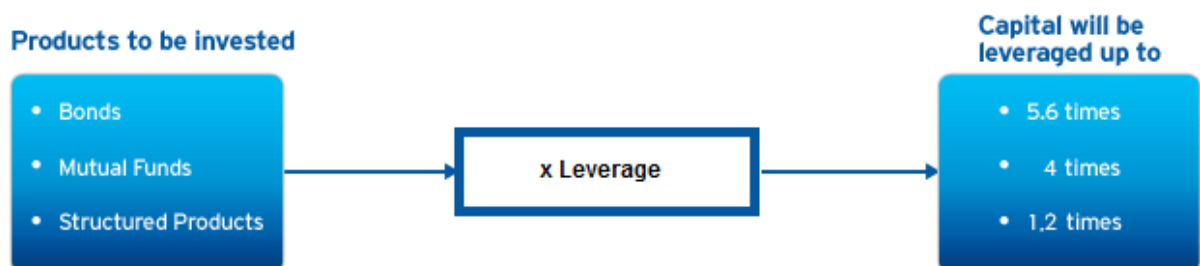 Products to be invested
• Bonds
• Mutual Funds
• Structured Products
x Leverage
Capital will be
leveraged up to
• 5.6 times
• 4 times
• 1.2 times